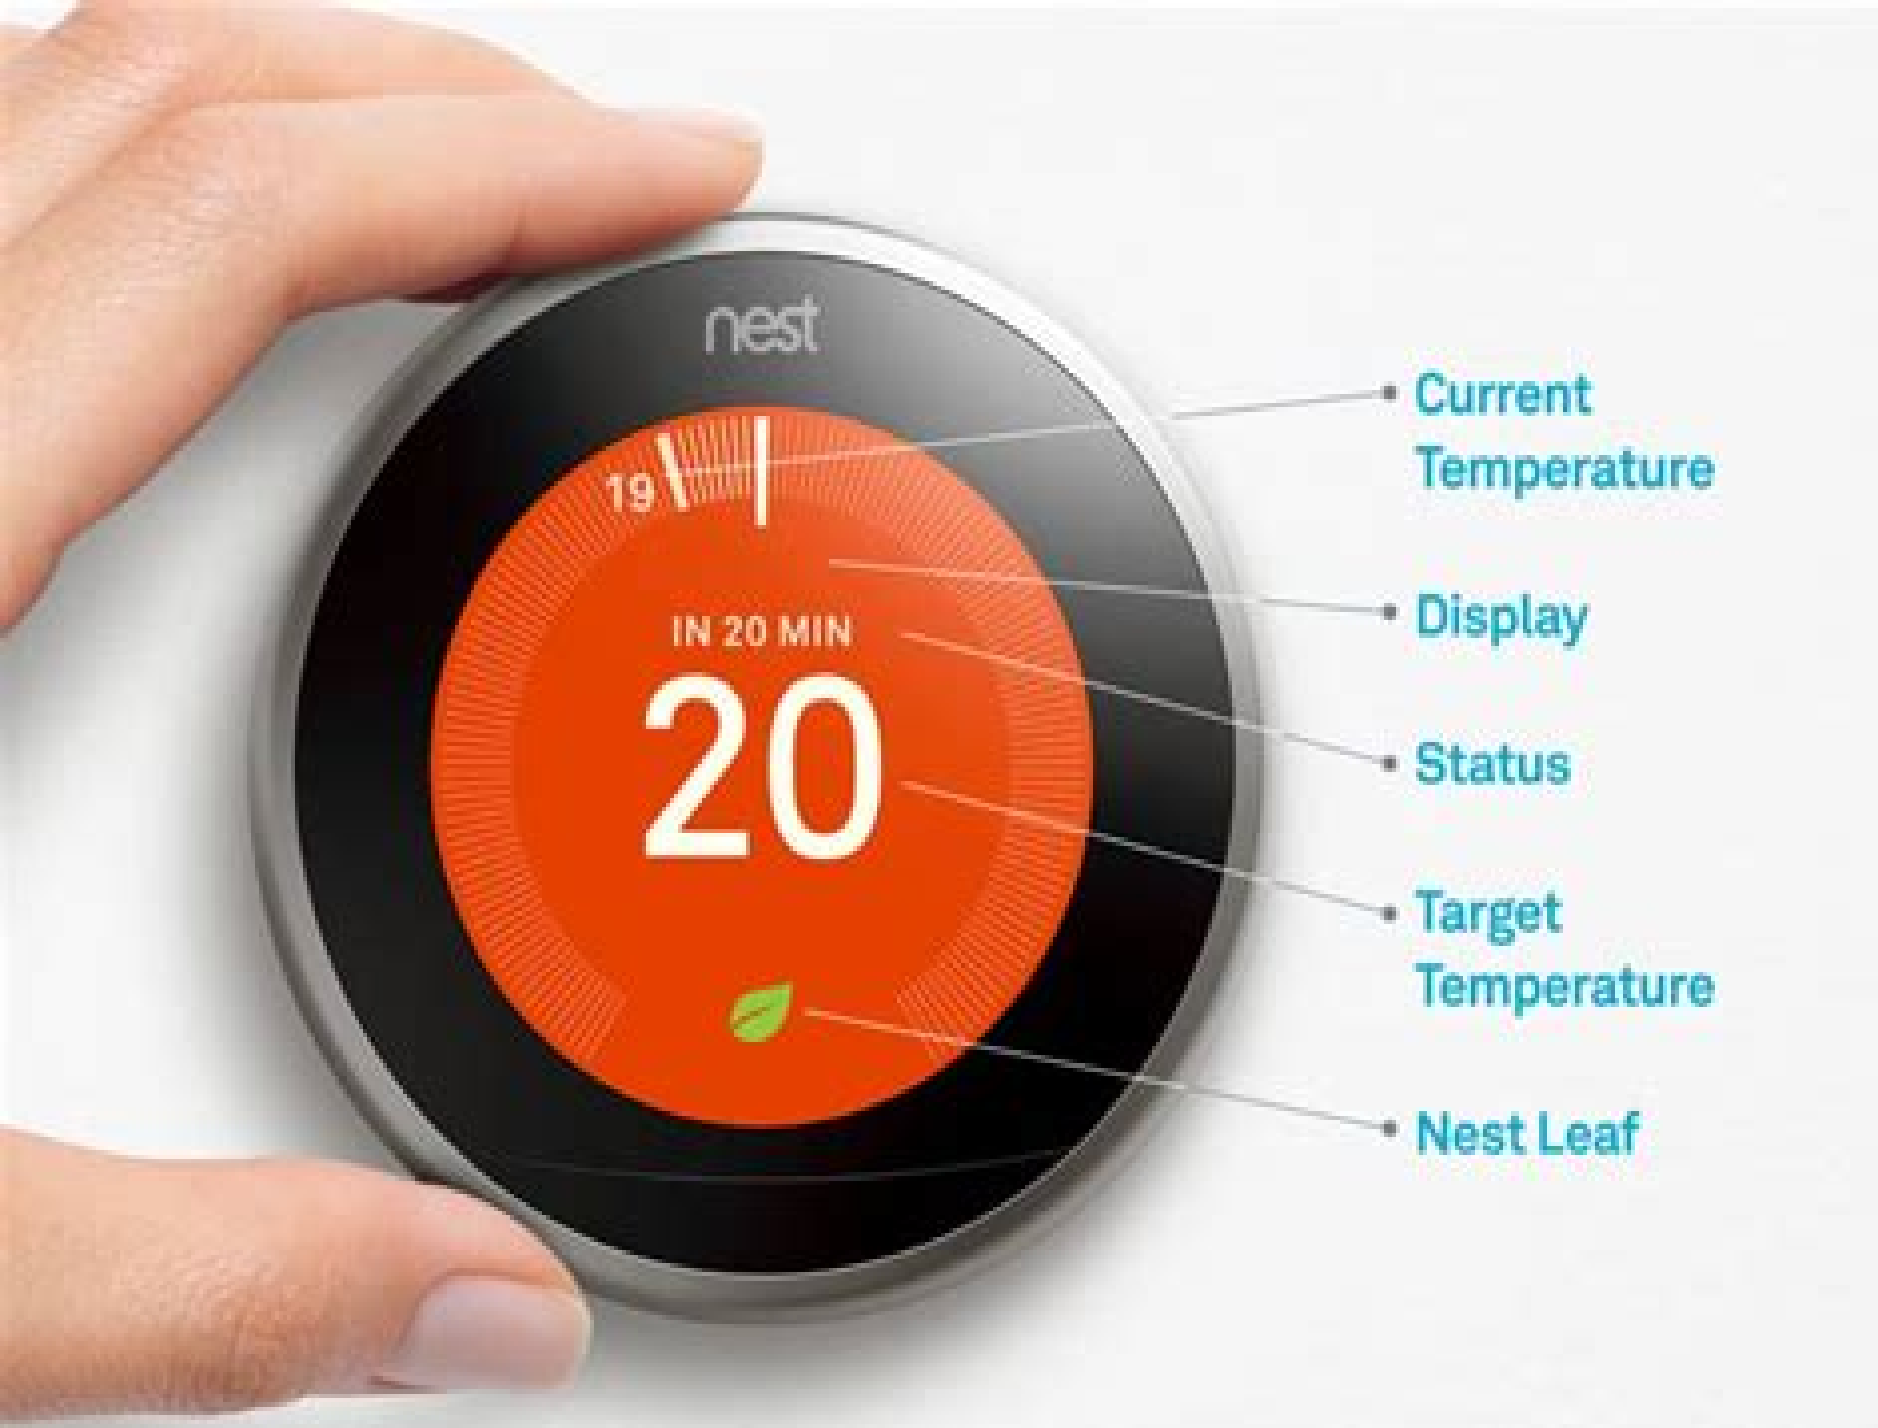 nest
19
IN 20 MIN
20
Current
Temperature
Display
Status
Target
Temperature
Nest Leaf